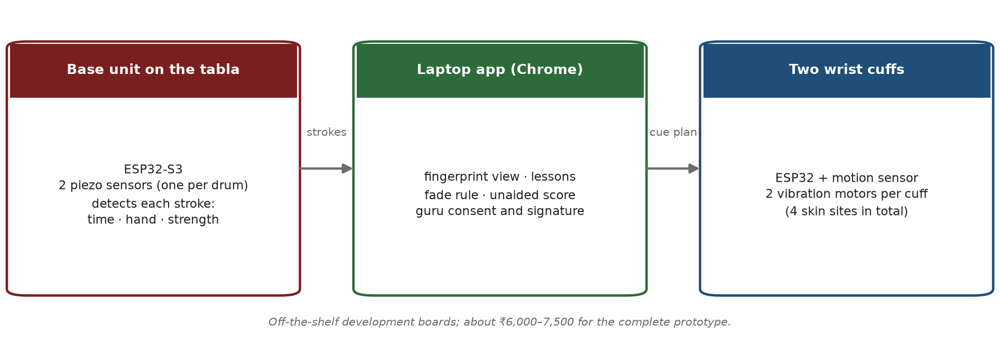 Base unit on the tabla
ESP32-S3
2 piezo sensors (one per drum)
detects each stroke:
time · hand · strength
strokes
Laptop app (Chrome)
fingerprint view · lessons
fade rule · unaided score
guru consent and signature
cue plan
Two wrist cuffs
ESP32 + motion sensor
2 vibration motors per cuff
(4 skin sites in total)
Off-the-shelf development boards; about ₹6,000–7,500 for the complete prototype.